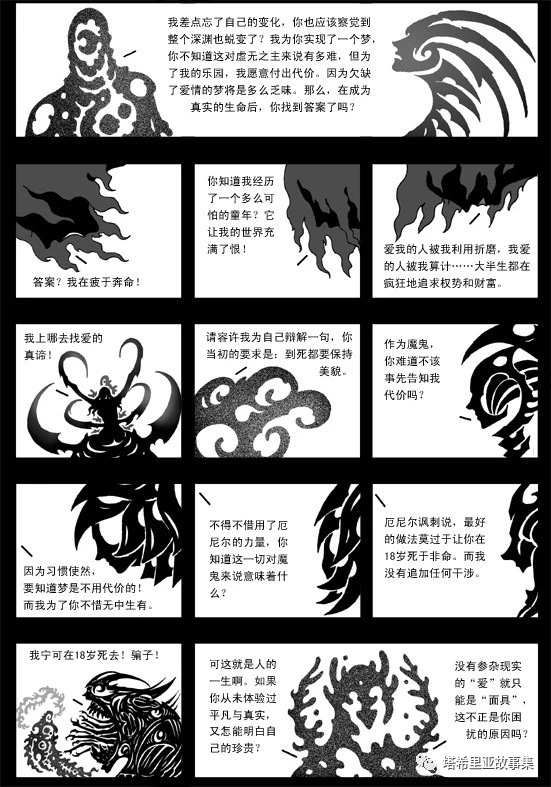 我差点忘了自己的变化，你也应该察觉到
整个深渊也蜕变了？我为你实现了一个梦，
你不知道这对虚无之主来说有多难，但为
了我的乐园，我愿意付出代价。因为欠缺
了爱情的梦将是多么乏味。那么，在成为
真实的生命后，你找到答案了吗？
答案？我在疲于奔命！
你知道我经历
了一个多么可
怕的童年？它
让我的世界充
满了恨！
爱我的人被我利用折磨，我爱
的人被我算计……大半生都在
疯狂地追求权势和财富。
我上哪去找爱的
真谛！
请容许我为自己辩解一句，你
当初的要求是：到死都要保持
美貌。
作为魔鬼，
你难道不该
事先告知我
代价吗？
因为习惯使然，
要知道梦是不用代价的！
而我为了你不惜无中生有。
不得不借用了厄
尼尔的力量，你
知道这一切对魔
鬼来说意味着什
么？
厄尼尔讽刺说，最好
的做法莫过于让你在
18岁死于非命。而我
没有追加任何干涉。
我宁可在18岁死去！骗子！
可这就是人的
一生啊。如果
你从未体验过
平凡与真实，
又怎能明白自
己的珍贵？
没有参杂现实
的“爱”就只
能是“面具”，
这不正是你困
扰的原因吗？
塔希里亚故事集